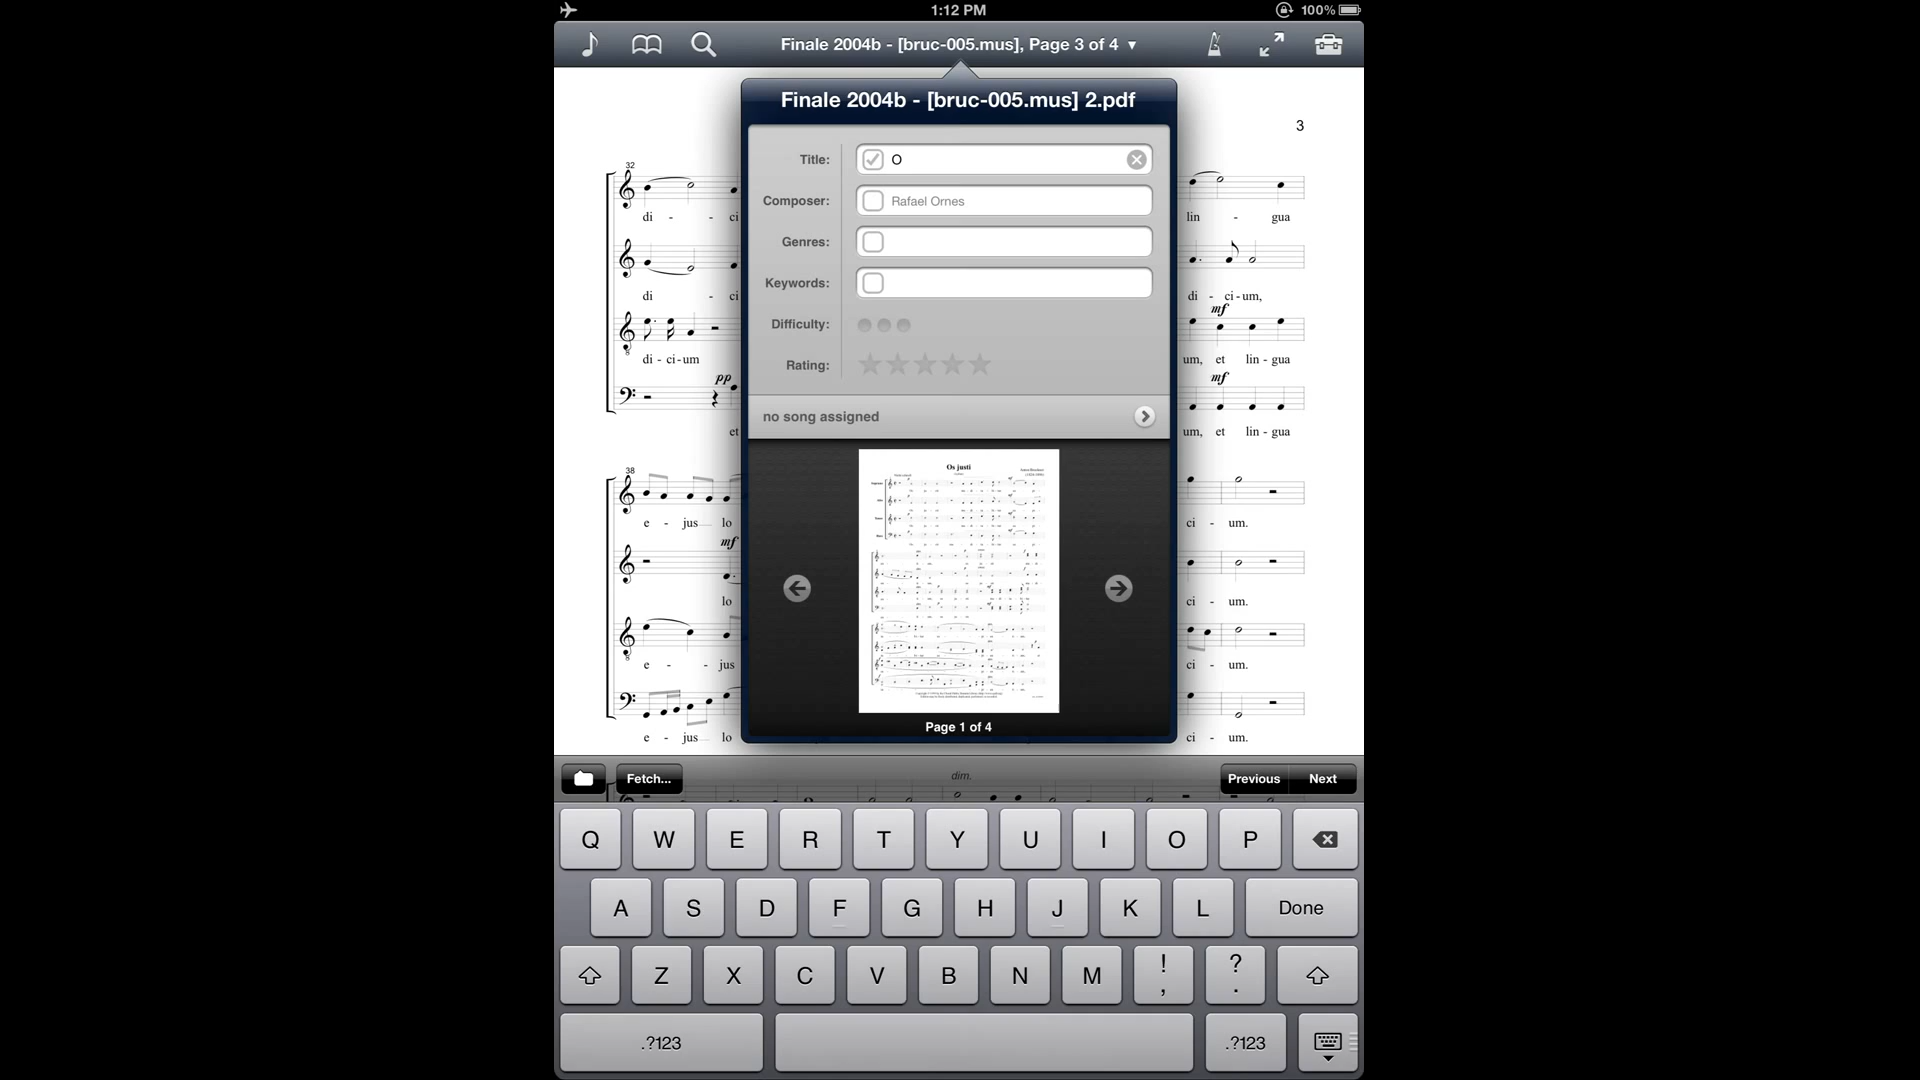 1:12 PM
100%
Finale 2004b - [bruc-005.mus], Page 3 of 4 ▼
Finale 2004b - [bruc-005.mus] 2.pdf
3
Title: O
Composer: Rafael Ornes
Genres:
Keywords:
Difficulty:
Rating:
no song assigned
Os justi
Page 1 of 4
32
di - - ci
lin - gua
di - ci
di - ci-um,
mf
di - ci-um
um, et lin - gua
pp
mf
et
um, et lin - gua
38
e - jus lo
ci - um.
mf
lo
ci - um.
e - - jus
ci - um.
e - jus lo
ci - um.
dim.
Fetch...
Previous Next
Q W E R T Y U I O P
A S D F G H J K L Done
Z X C V B N M ! , ? .
.?123 .?123